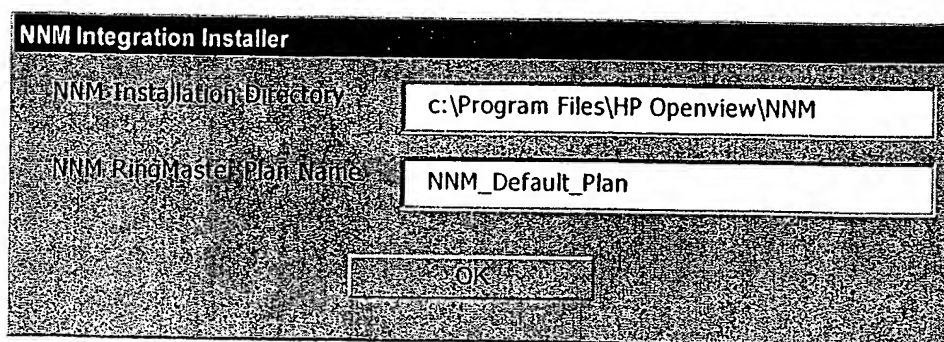 NNM Integration Installer
NNM Installation Directory
c:\Program Files\HP Openview\NNM
NNM RingMaster Plan Name
NNM_Default_Plan
OK